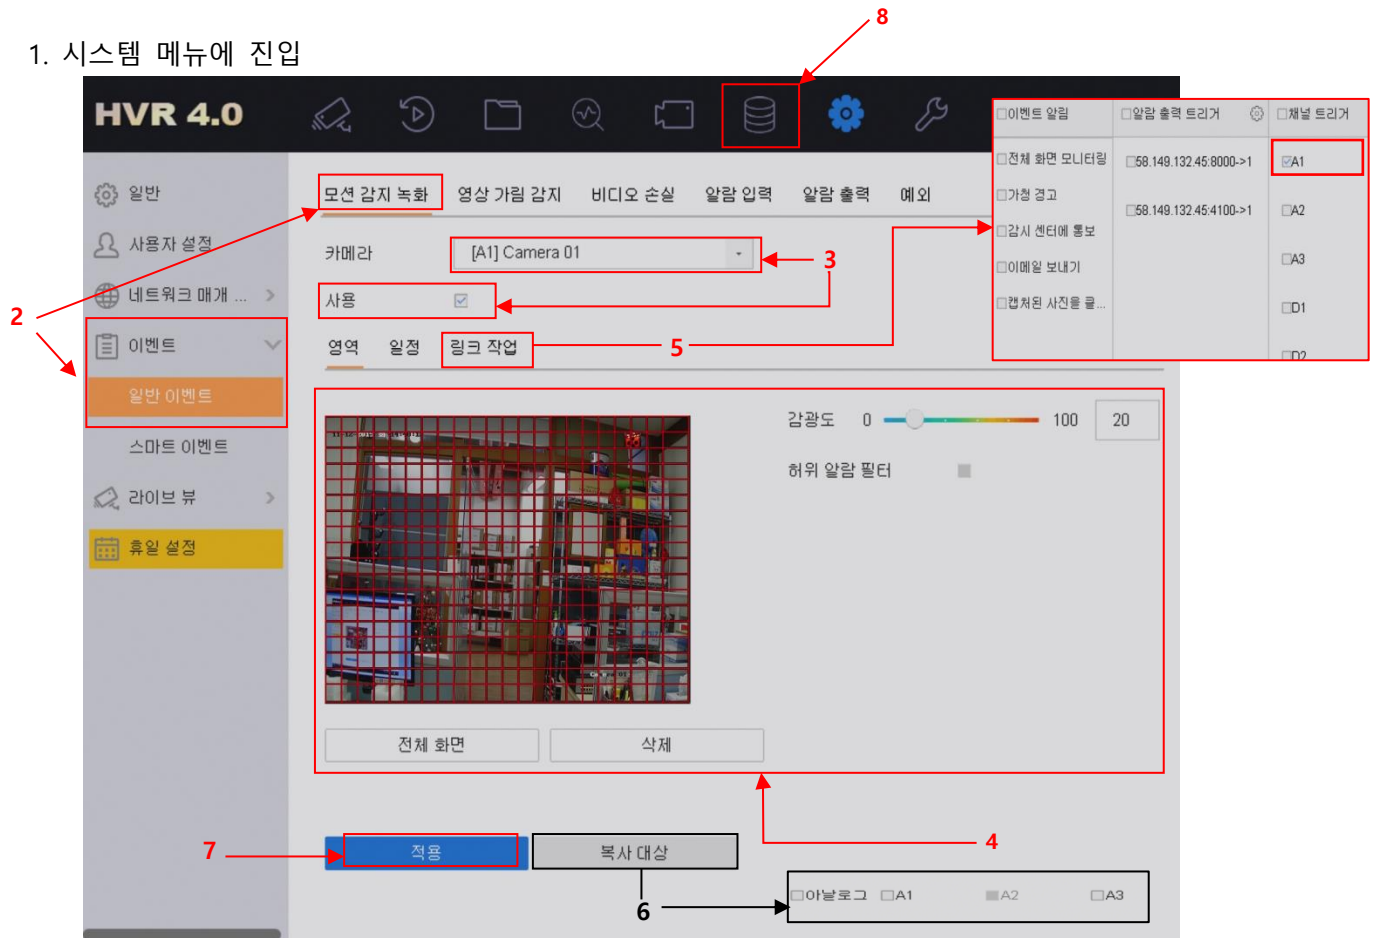 8
1. 시스템 메뉴에 진입
HVR 4.0
일반
사용자 설정
네트워크 매개 ...
2
이벤트
일반 이벤트
스마트 이벤트
라이브 뷰
휴일 설정
모션 감지 녹화 영상 가림 감지 비디오 손실 알람 입력 알람 출력 예외
카메라 [A1] Camera 01
3
사용
영역 일정 링크 작업
5
이벤트 알림 알람 출력 트리거 채널 트리거
전체 화면 모니터링 58.149.132.45:8000->1 A1
가청 경고
58.149.132.45:4100->1 A2
감시 센터에 통보
이메일 보내기 A3
캡쳐된 사진을 클... D1
D2
감광도 0 100 20
허위 알람 필터
전체 화면 삭제
4
7
적용 복사 대상
6
아날로그 A1 A2 A3